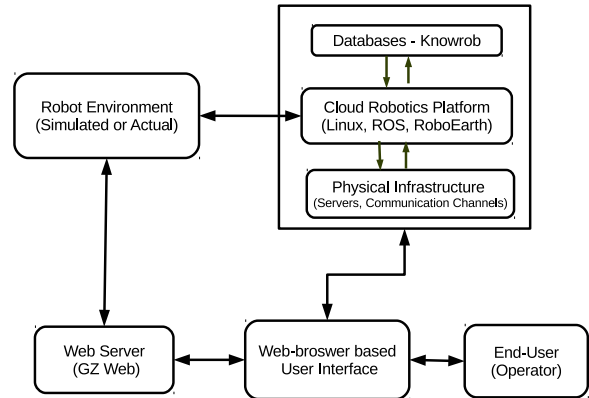 Databases - Knowrob
Robot Environment
(Simulated or Actual)
Cloud Robotics Platform
(Linux, ROS, RoboEarth)
Physical Infrastructure
(Servers, Communication Channels)
Web Server
(GZ Web)
Web-broswer based
User Interface
End-User
(Operator)